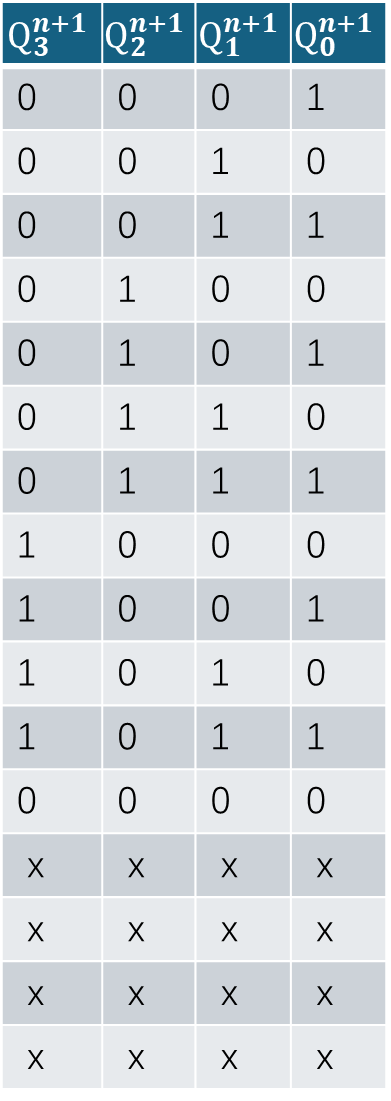 Q₃ⁿ⁺¹ Q₂ⁿ⁺¹ Q₁ⁿ⁺¹ Q₀ⁿ⁺¹
0 0 0 1
0 0 1 0
0 0 1 1
0 1 0 0
0 1 0 1
0 1 1 0
0 1 1 1
1 0 0 0
1 0 0 1
1 0 1 0
1 0 1 1
0 0 0 0
x x x x
x x x x
x x x x
x x x x